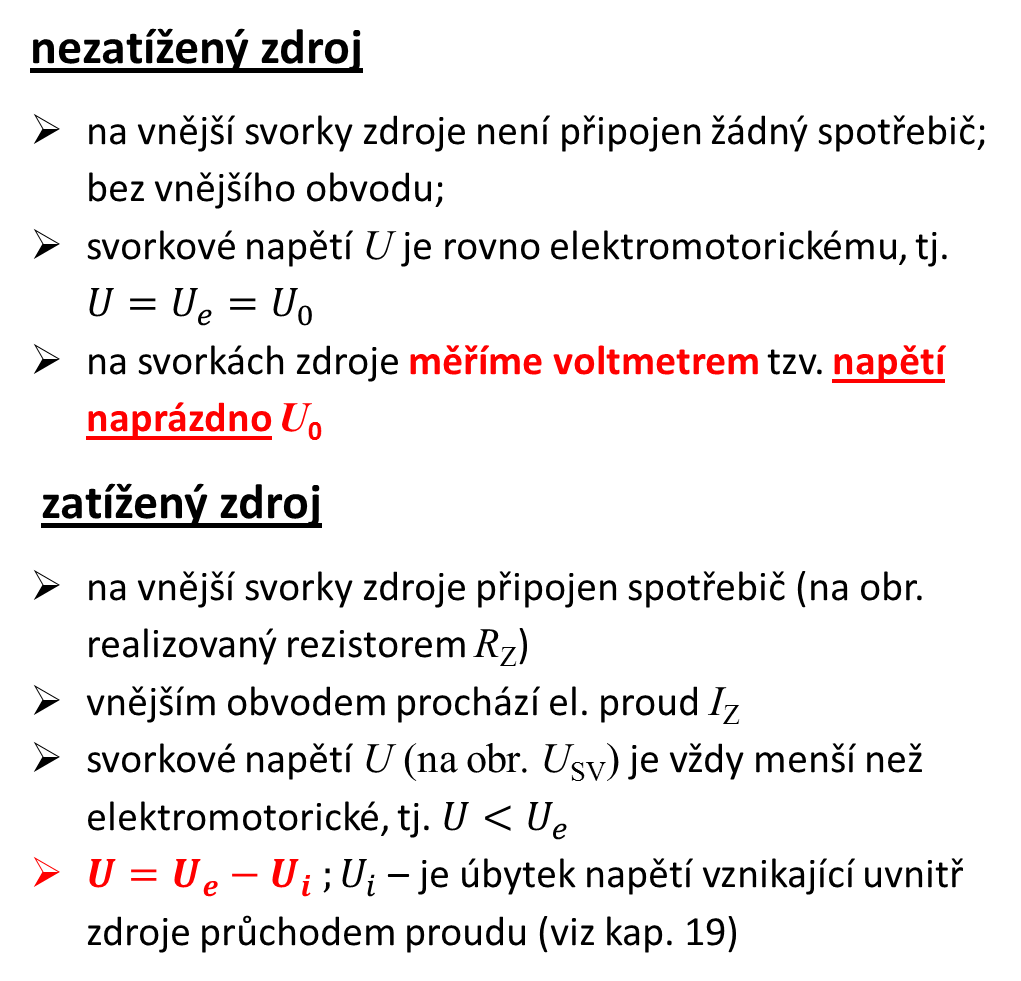 nezatížený zdroj
➢ na vnější svorky zdroje není připojen žádný spotřebič;
bez vnějšího obvodu;
➢ svorkové napětí U je rovno elektromotorickému, tj.
U = Uₑ = U₀
➢ na svorkách zdroje měříme voltmetrem tzv. napětí
naprázdno U₀
zatížený zdroj
➢ na vnější svorky zdroje připojen spotřebič (na obr.
realizovaný rezistorem R_Z)
➢ vnějším obvodem prochází el. proud I_Z
➢ svorkové napětí U (na obr. U_SV) je vždy menší než
elektromotorické, tj. U < Uₑ
➢ U = Uₑ − Uᵢ ; Uᵢ – je úbytek napětí vznikající uvnitř
zdroje průchodem proudu (viz kap. 19)